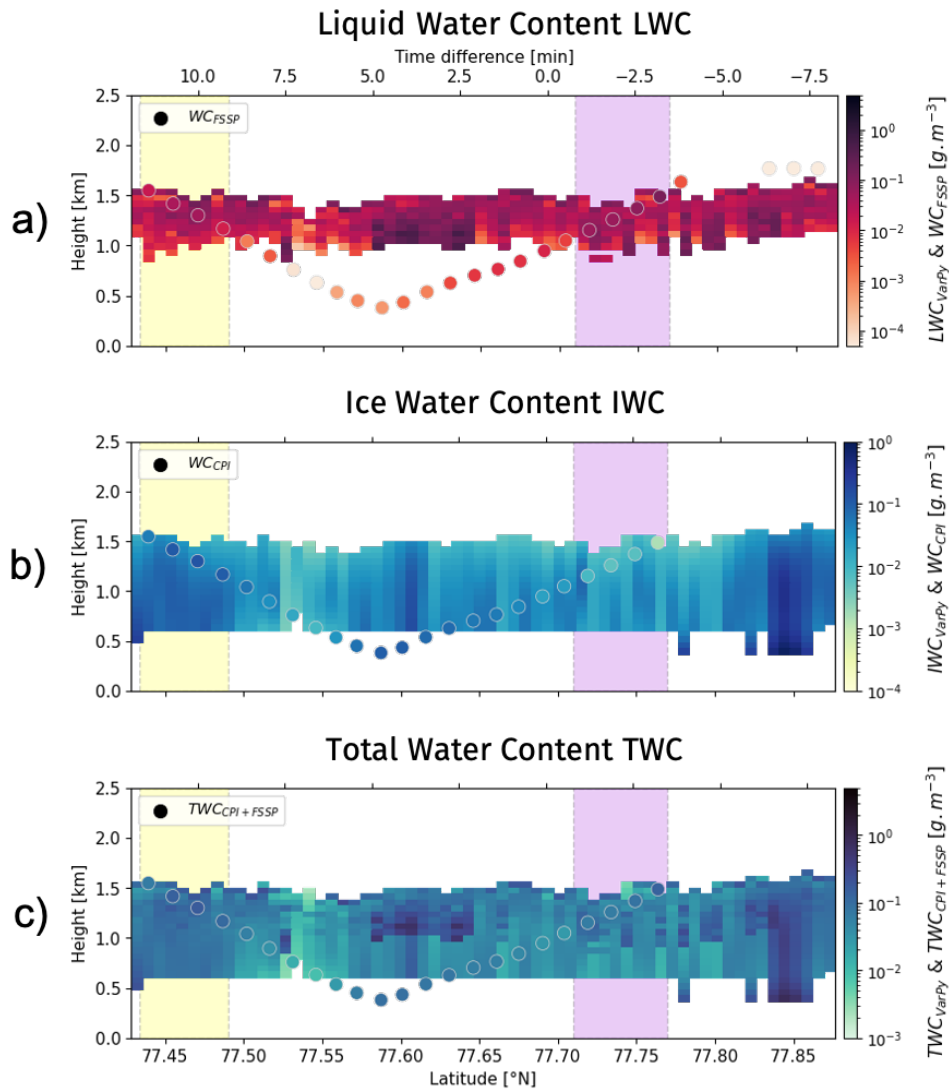 Liquid Water Content LWC
Time difference [min]
10.0 7.5 5.0 2.5 0.0 −2.5 −5.0 −7.5
a)
Height [km]
2.5
2.0
1.5
1.0
0.5
0.0
WC_FSSP
10^0
10^−1
10^−2
10^−3
10^−4
LWC_VarPy & WC_FSSP [g.m^−3]
Ice Water Content IWC
b)
Height [km]
2.5
2.0
1.5
1.0
0.5
0.0
WC_CPI
10^0
10^−1
10^−2
10^−3
10^−4
IWC_VarPy & WC_CPI [g.m^−3]
Total Water Content TWC
c)
Height [km]
2.5
2.0
1.5
1.0
0.5
0.0
TWC_CPI+FSSP
10^0
10^−1
10^−2
10^−3
TWC_VarPy & TWC_CPI+FSSP [g.m^−3]
77.45 77.50 77.55 77.60 77.65 77.70 77.75 77.80 77.85
Latitude [°N]